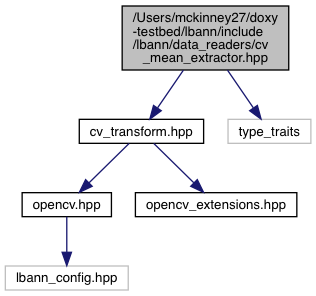 /Users/mckinney27/doxy
-testbed/lbann/include
/lbann/data_readers/cv
_mean_extractor.hpp
cv_transform.hpp
type_traits
opencv.hpp
opencv_extensions.hpp
lbann_config.hpp